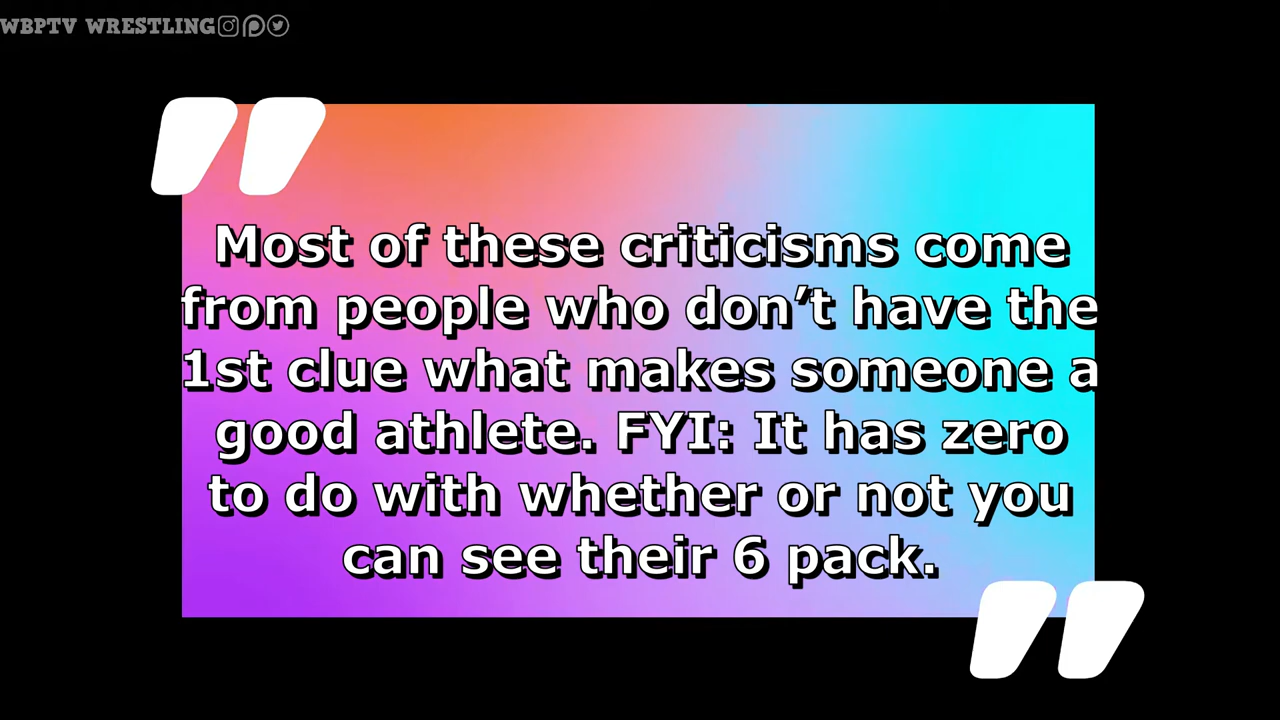 WBPTV WRESTLING
Most of these criticisms come
from people who don’t have the
1st clue what makes someone a
good athlete. FYI: It has zero
to do with whether or not you
can see their 6 pack.